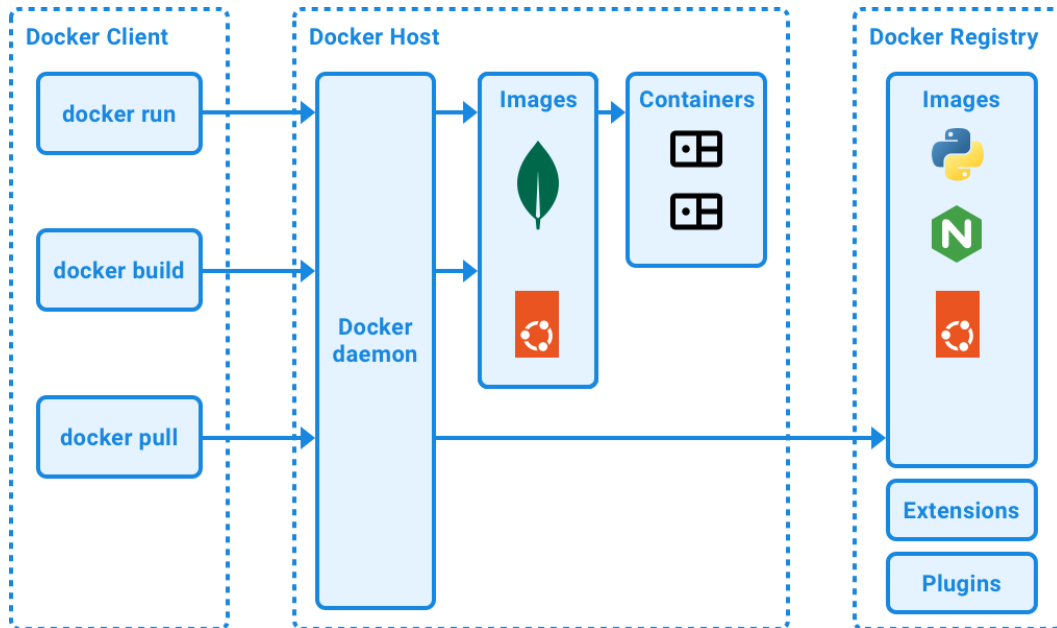 Docker Client
docker run
docker build
docker pull
Docker Host
Docker
daemon
Images
Containers
Docker Registry
Images
N
Extensions
Plugins